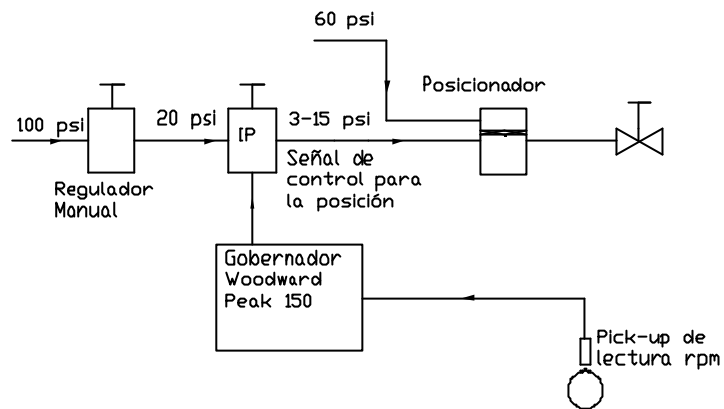 60 psi
Posicionador
100 psi
20 psi
IP
3-15 psi
Señal de
control para
la posición
Regulador
Manual
Gobernador
Woodward
Peak 150
Pick-up de
lectura rpm